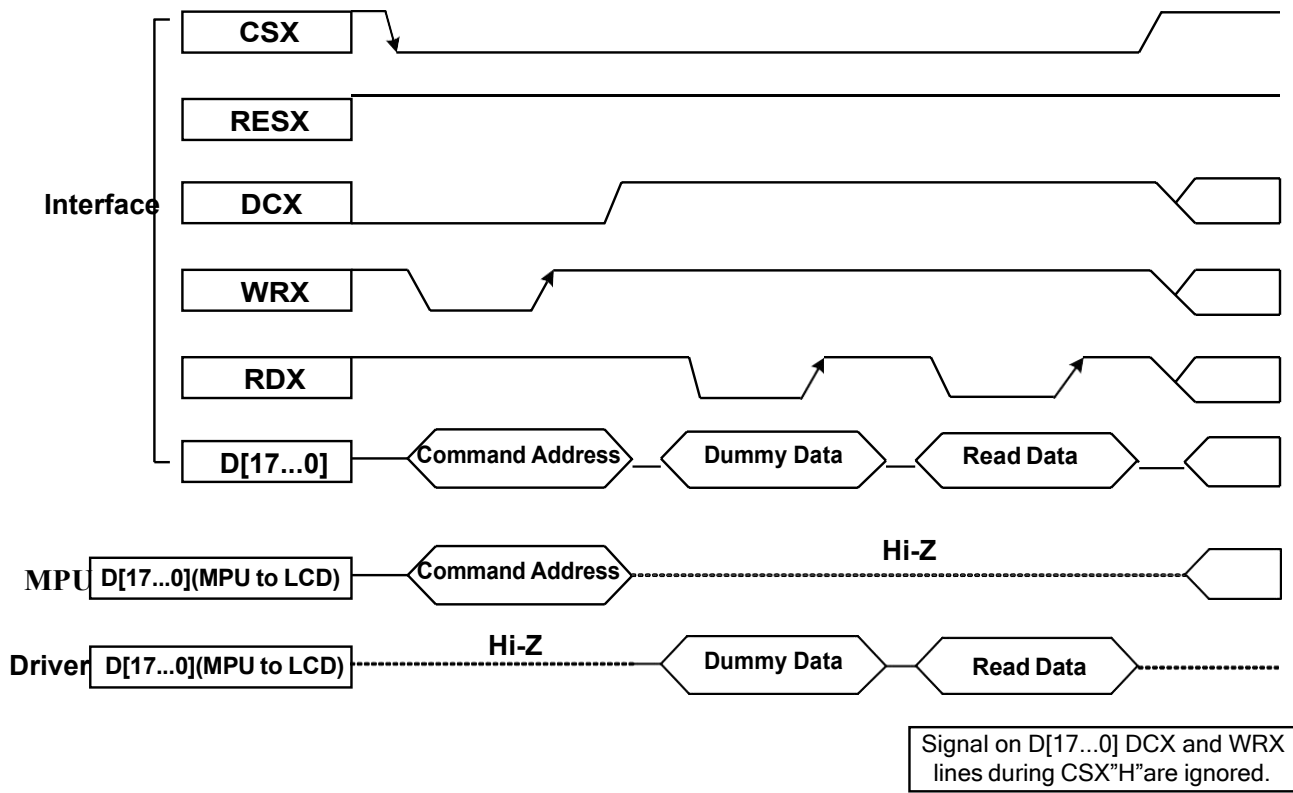 CSX
RESX
Interface
DCX
WRX
RDX
D[17...0]
Command Address
Dummy Data
Read Data
MPU
D[17...0](MPU to LCD)
Command Address
Hi-Z
Driver
D[17...0](MPU to LCD)
Hi-Z
Dummy Data
Read Data
Signal on D[17...0] DCX and WRX
lines during CSX”H”are ignored.